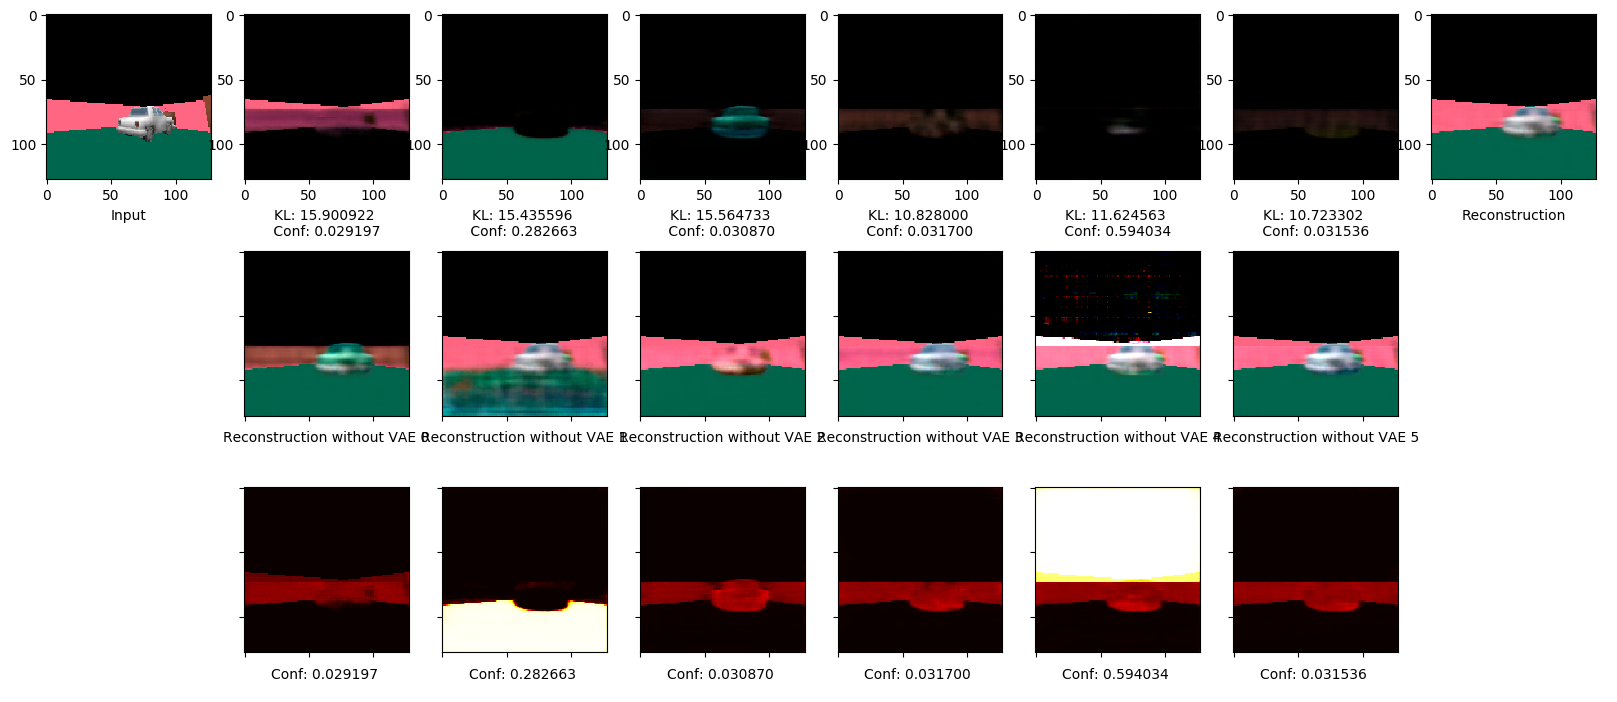 0
50
100
0
50
100
Input
0
50
100
0
50
100
KL: 15.900922
Conf: 0.029197
0
50
100
0
50
100
KL: 15.435596
Conf: 0.282663
0
50
100
0
50
100
KL: 15.564733
Conf: 0.030870
0
50
100
0
50
100
KL: 10.828000
Conf: 0.031700
0
50
100
0
50
100
KL: 11.624563
Conf: 0.594034
0
50
100
0
50
100
KL: 10.723302
Conf: 0.031536
0
50
100
0
50
100
Reconstruction
Reconstruction without VAE 0
Reconstruction without VAE 1
Reconstruction without VAE 2
Reconstruction without VAE 3
Reconstruction without VAE 4
Reconstruction without VAE 5
Conf: 0.029197
Conf: 0.282663
Conf: 0.030870
Conf: 0.031700
Conf: 0.594034
Conf: 0.031536